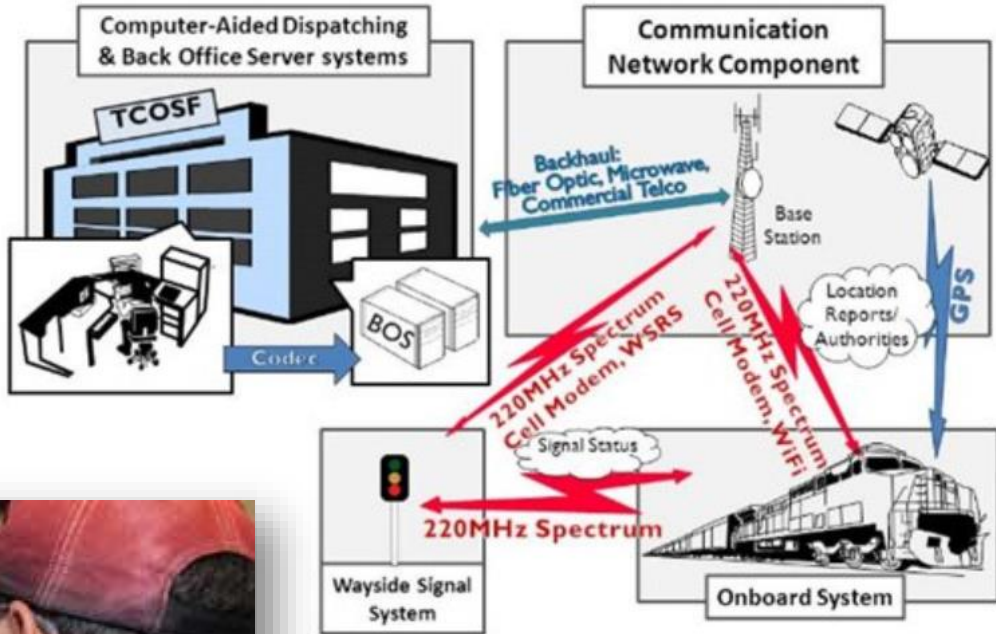 Computer-Aided Dispatching
& Back Office Server systems
TCOSF
Codec
BOS
Communication
Network Component
Backhaul:
Fiber Optic, Microwave,
Commercial Telco
Base
Station
Location
Reports/
Authorities
GPS
220MHz Spectrum
Cell Modem, WSRS
220MHz Spectrum
Cell Modem, WiFi
Signal Status
220MHz Spectrum
Wayside Signal
System
Onboard System